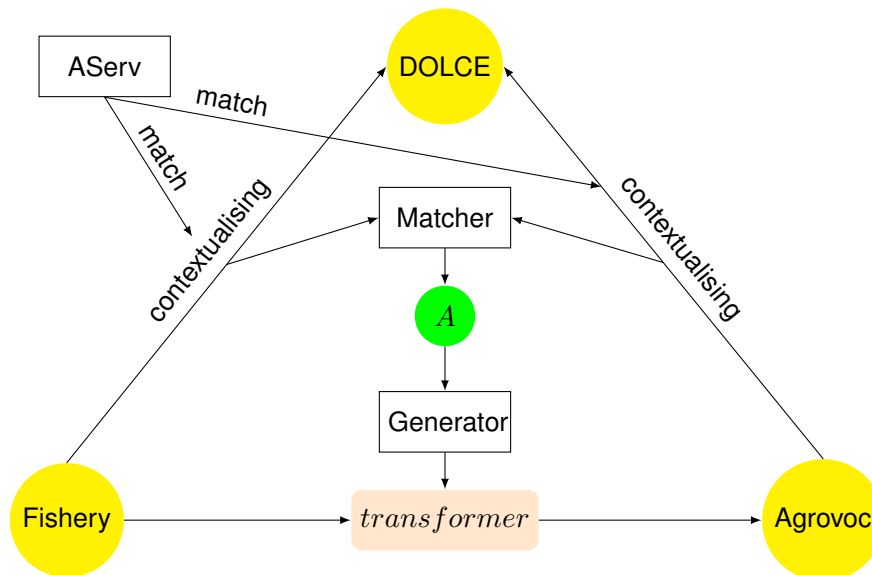 AServ
DOLCE
match
match
contextualising
contextualising
Matcher
A
Generator
Fishery
transformer
Agrovoc